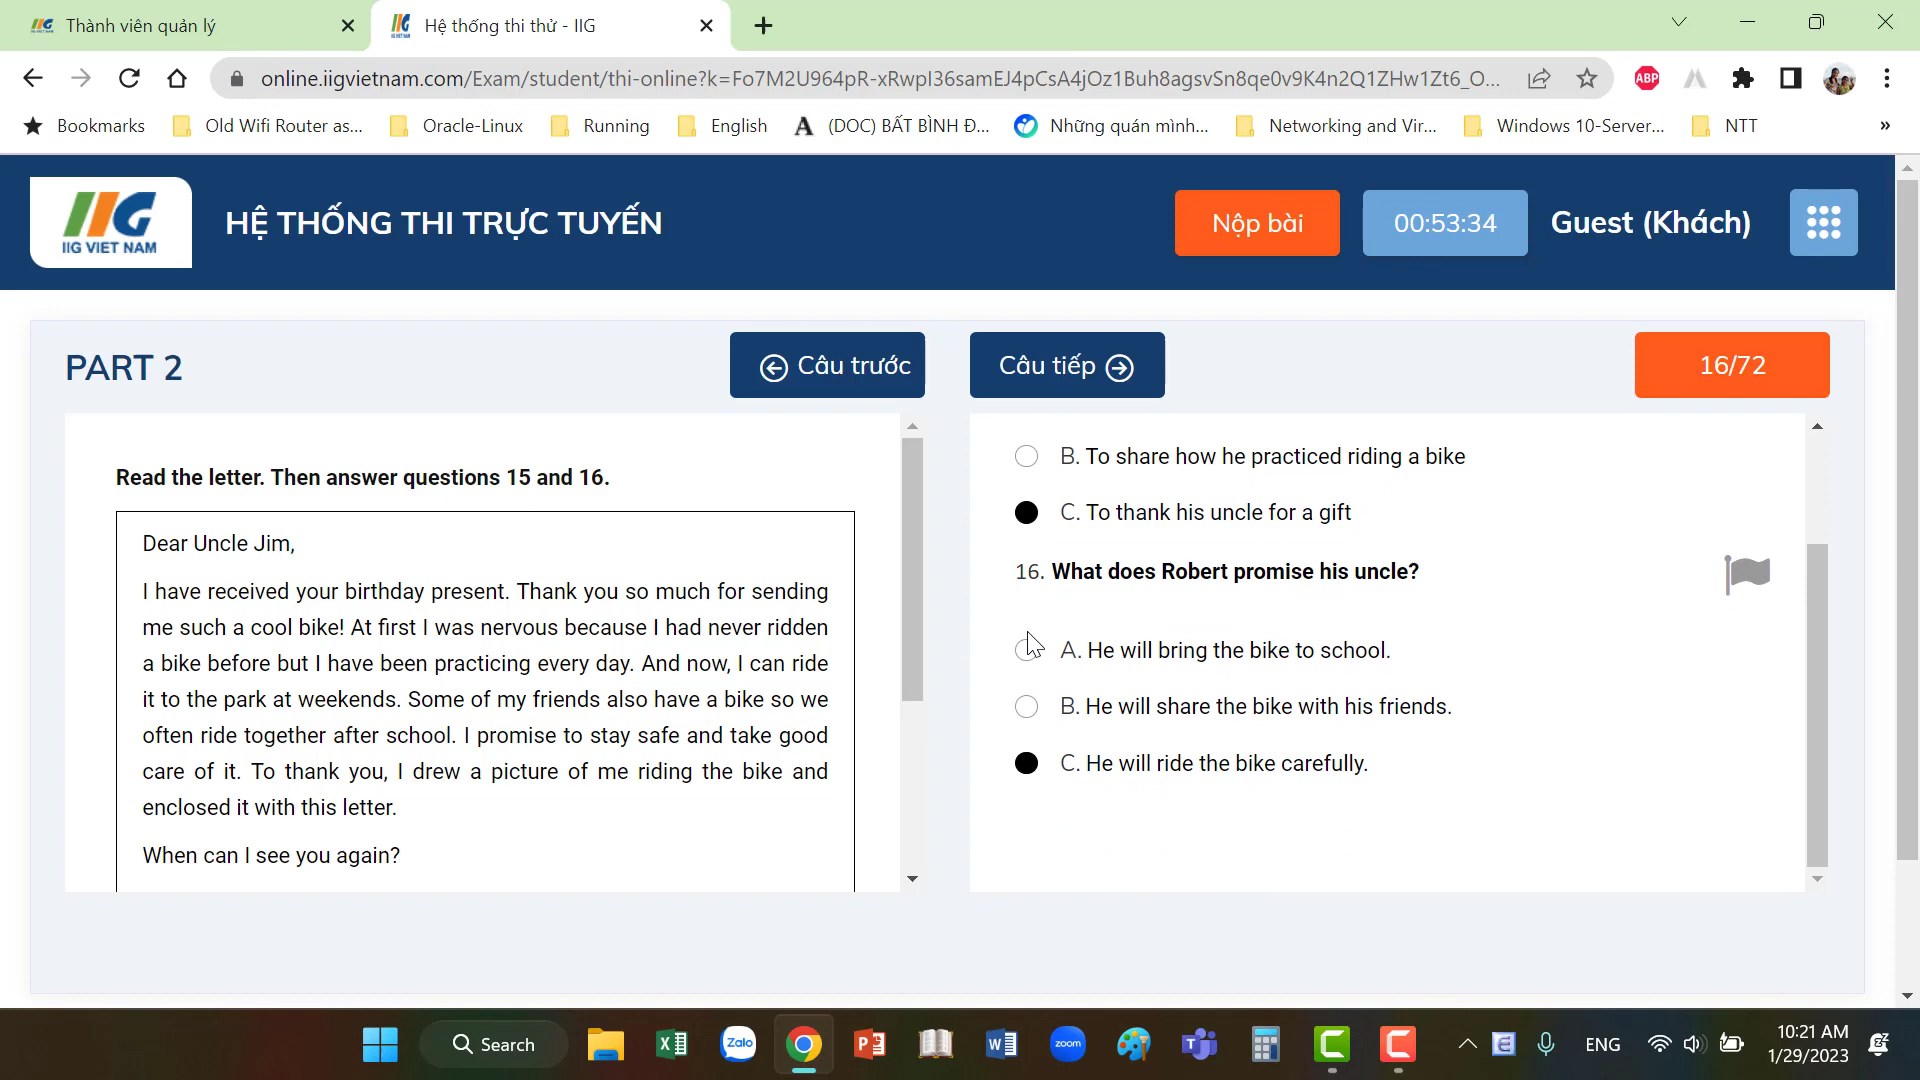 Thành viên quản lý
Hệ thống thi thử - IIG
online.iigvietnam.com/Exam/student/thi-online?k=Fo7M2U964pR-xRwpI36samEJ4pCsA4jOz1Buh8agsvSn8qe0v9K4n2Q1ZHw1Zt6_O...
ABP
Bookmarks
Old Wifi Router as...
Oracle-Linux
Running
English
(DOC) BẤT BÌNH Đ...
Những quán mình...
Networking and Vir...
Windows 10-Server...
NTT
»
IIG VIET NAM
HỆ THỐNG THI TRỰC TUYẾN
Nộp bài
00:53:34
Guest (Khách)
PART 2
Câu trước
Câu tiếp
16/72
Read the letter. Then answer questions 15 and 16.
Dear Uncle Jim,
I have received your birthday present. Thank you so much for sending
me such a cool bike! At first I was nervous because I had never ridden
a bike before but I have been practicing every day. And now, I can ride
it to the park at weekends. Some of my friends also have a bike so we
often ride together after school. I promise to stay safe and take good
care of it. To thank you, I drew a picture of me riding the bike and
enclosed it with this letter.
When can I see you again?
B. To share how he practiced riding a bike
C. To thank his uncle for a gift
16. What does Robert promise his uncle?
A. He will bring the bike to school.
B. He will share the bike with his friends.
C. He will ride the bike carefully.
Search
Zalo
zoom
ENG
10:21 AM
1/29/2023